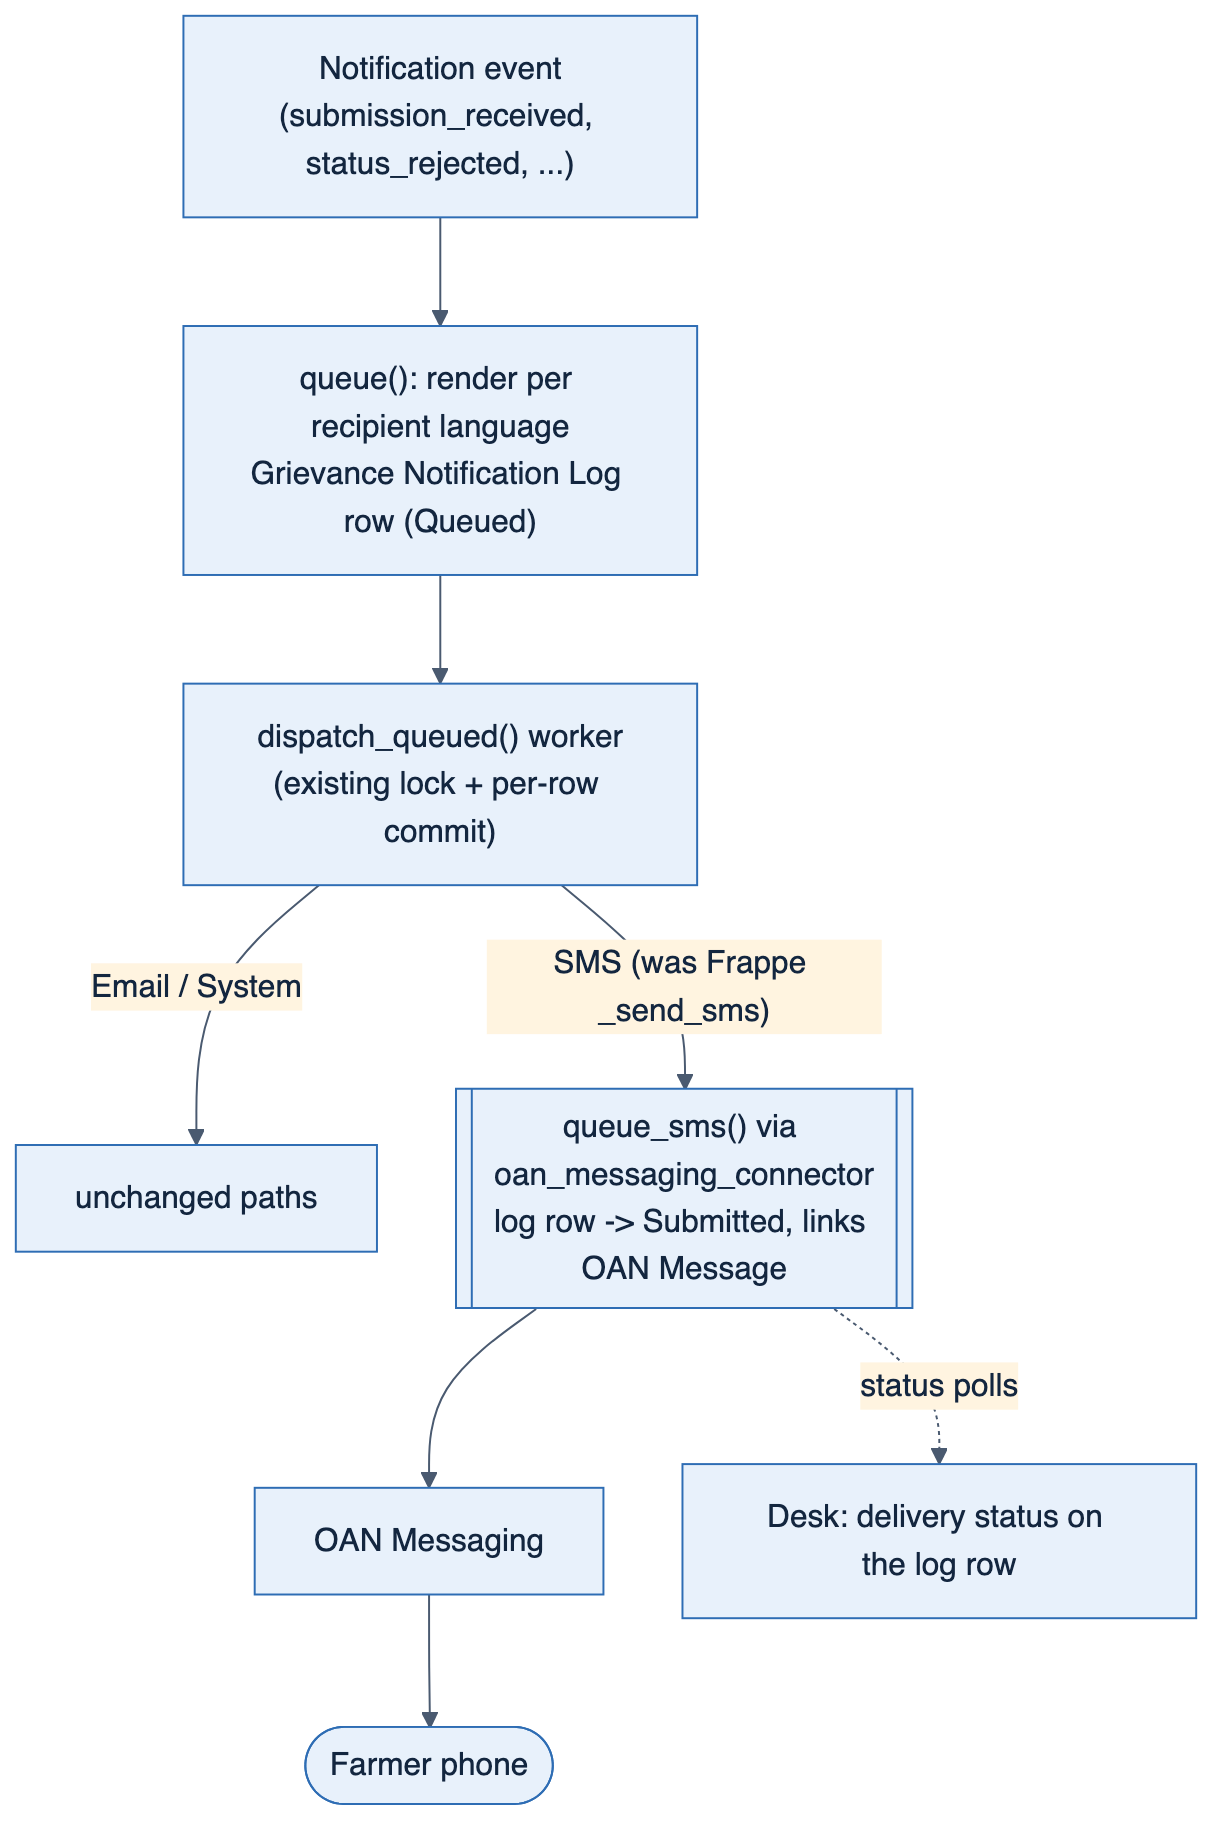 Notification event
(submission_received,
status_rejected, ...)
queue(): render per
recipient language
Grievance Notification Log
row (Queued)
dispatch_queued() worker
(existing lock + per-row
commit)
Email / System
SMS (was Frappe
_send_sms)
unchanged paths
queue_sms() via
oan_messaging_connector
log row -> Submitted, links
OAN Message
status polls
OAN Messaging
Desk: delivery status on
the log row
Farmer phone